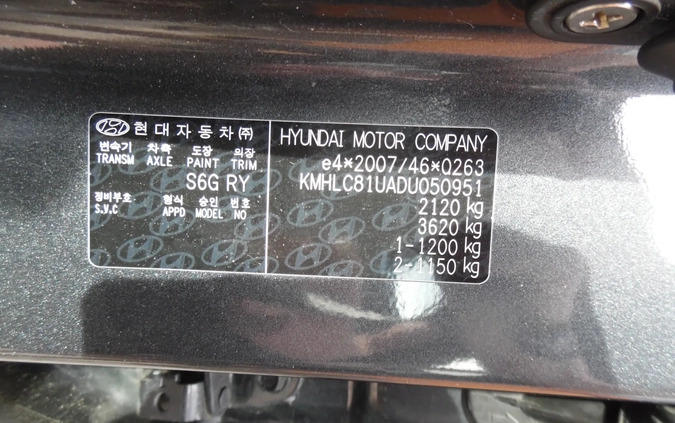 현대자동차㈜
변속기 차축 도장 의장
TRANSM AXLE PAINT TRIM
S6G RY
정비부호 형식 승인 번호
S.V.C APPD MODEL NO
HYUNDAI MOTOR COMPANY
e4*2007/46*0263
KMHLC81UADU050951
2120 kg
3620 kg
1-1200 kg
2-1150 kg